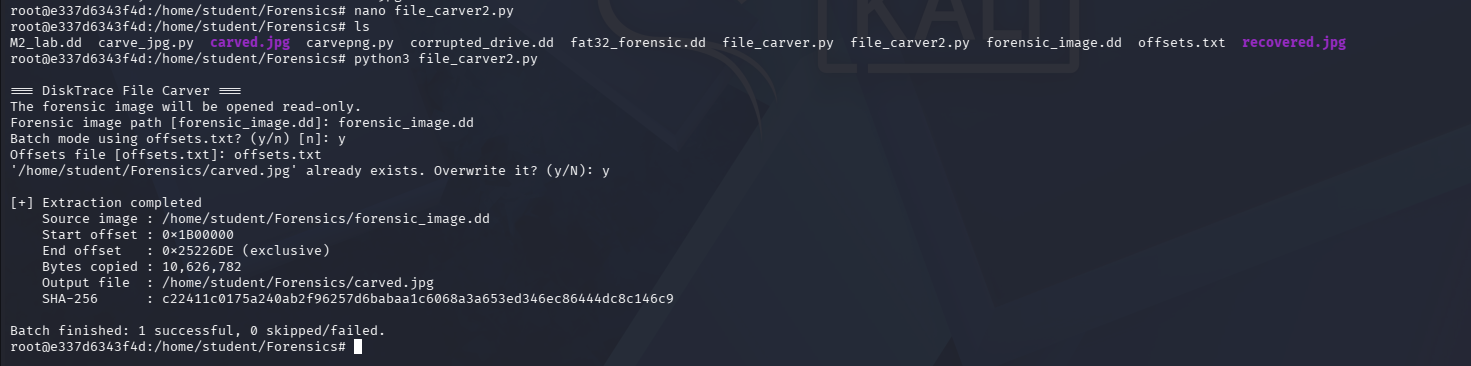 root@e337d6343f4d:/home/student/Forensics# nano file_carver2.py
root@e337d6343f4d:/home/student/Forensics# ls
M2_lab.dd  carve_jpg.py  carved.jpg  carvepng.py  corrupted_drive.dd  fat32_forensic.dd  file_carver.py  file_carver2.py  forensic_image.dd  offsets.txt  recovered.jpg
root@e337d6343f4d:/home/student/Forensics# python3 file_carver2.py
=== DiskTrace File Carver ===
The forensic image will be opened read-only.
Forensic image path [forensic_image.dd]: forensic_image.dd
Batch mode using offsets.txt? (y/n) [n]: y
Offsets file [offsets.txt]: offsets.txt
'/home/student/Forensics/carved.jpg' already exists. Overwrite it? (y/N): y
[+] Extraction completed
    Source image : /home/student/Forensics/forensic_image.dd
    Start offset : 0×1B00000
    End offset   : 0×25226DE (exclusive)
    Bytes copied : 10,626,782
    Output file  : /home/student/Forensics/carved.jpg
    SHA-256      : c22411c0175a240ab2f96257d6babaa1c6068a3a653ed346ec86444dc8c146c9
Batch finished: 1 successful, 0 skipped/failed.
root@e337d6343f4d:/home/student/Forensics#
KALI